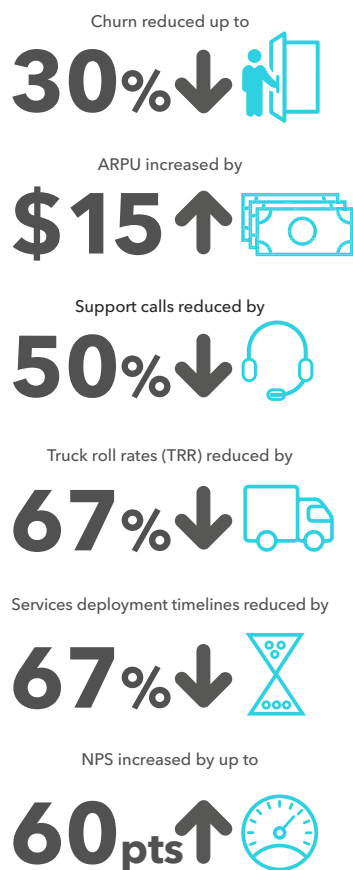 Churn reduced up to
30%
ARPU increased by
$15
Support calls reduced by
50%
Truck roll rates (TRR) reduced by
67%
Services deployment timelines reduced by
67%
NPS increased by up to
60pts